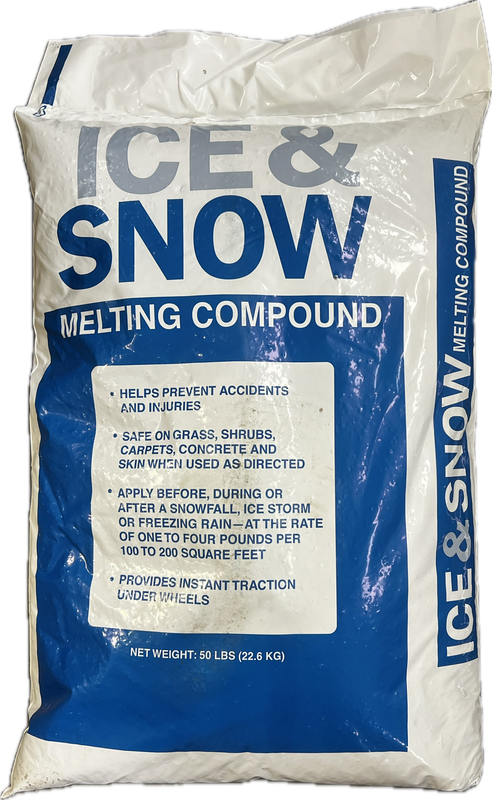 ICE &
SNOW
MELTING COMPOUND
• HELPS PREVENT ACCIDENTS
AND INJURIES
• SAFE ON GRASS, SHRUBS,
CARPETS, CONCRETE AND
SKIN WHEN USED AS DIRECTED
• APPLY BEFORE, DURING OR
AFTER A SNOWFALL, ICE STORM
OR FREEZING RAIN—AT THE RATE
OF ONE TO FOUR POUNDS PER
100 TO 200 SQUARE FEET
• PROVIDES INSTANT TRACTION
UNDER WHEELS
NET WEIGHT: 50 LBS (22.6 KG)
ICE & SNOW MELTING COMPOUND